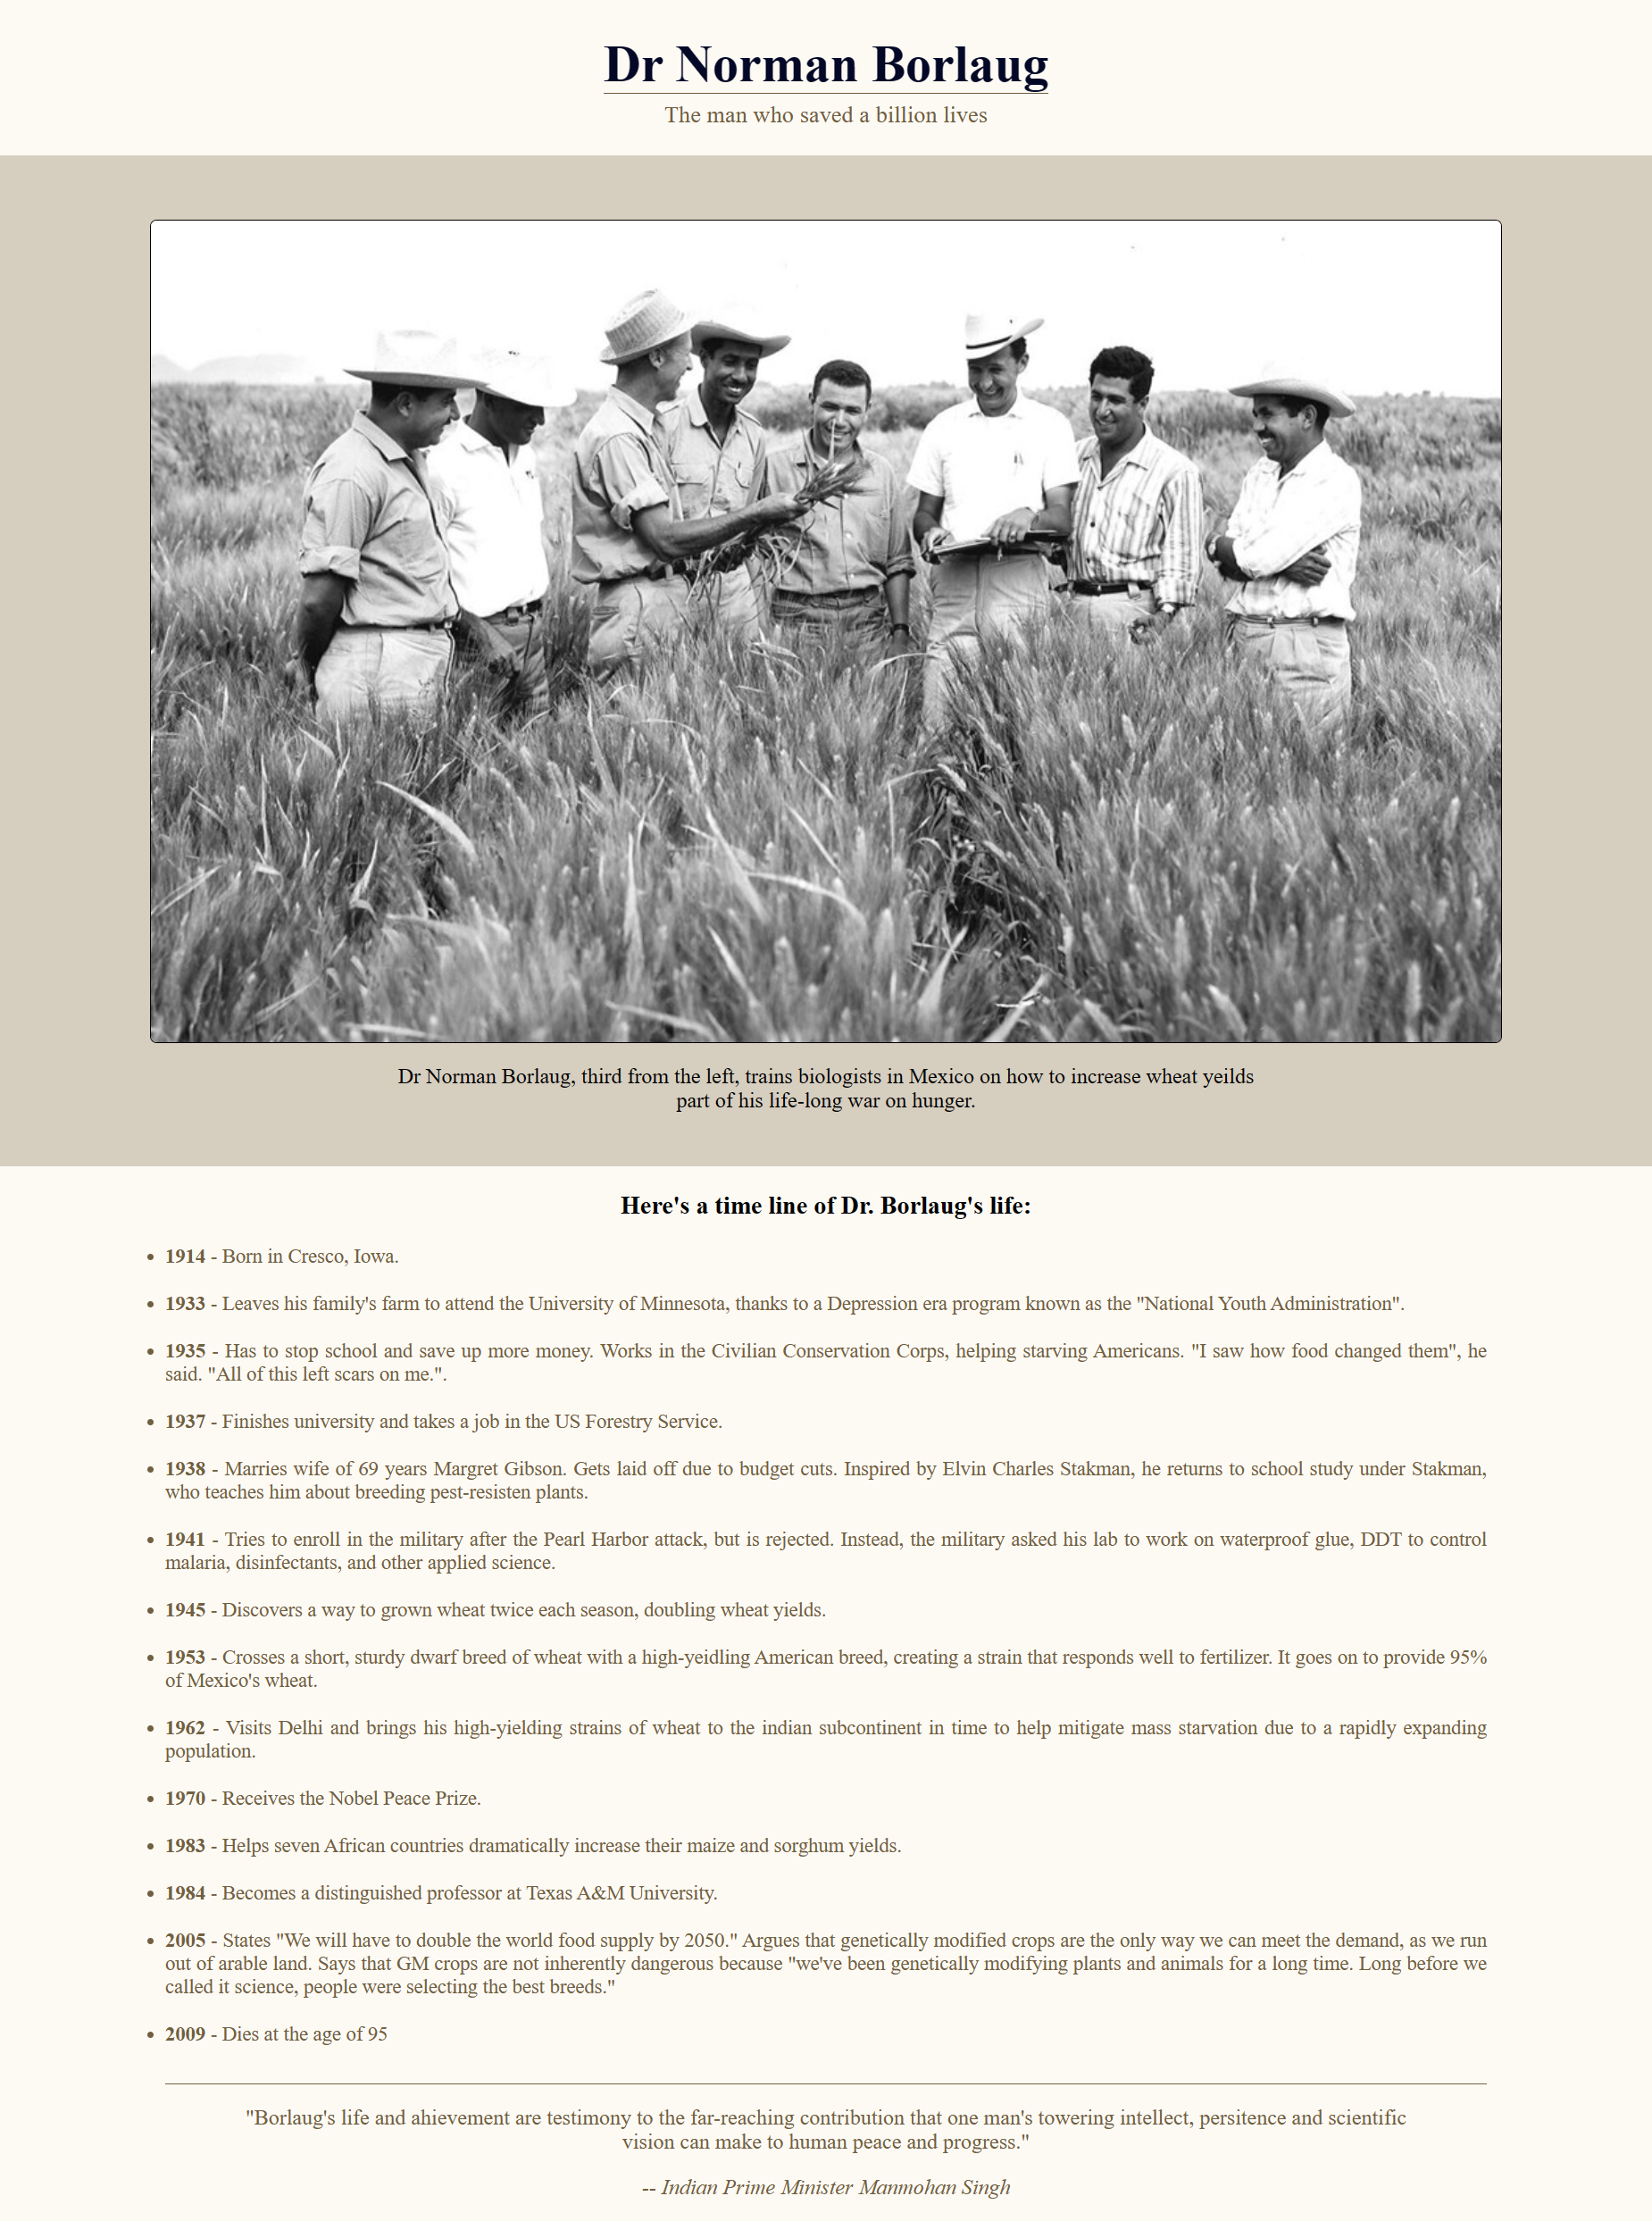 Dr Norman Borlaug
The man who saved a billion lives
Dr Norman Borlaug, third from the left, trains biologists in Mexico on how to increase wheat yeilds
part of his life-long war on hunger.
Here's a time line of Dr. Borlaug's life:
• 1914 - Born in Cresco, Iowa.
• 1933 - Leaves his family's farm to attend the University of Minnesota, thanks to a Depression era program known as the "National Youth Administration".
• 1935 - Has to stop school and save up more money. Works in the Civilian Conservation Corps, helping starving Americans. "I saw how food changed them", he
said. "All of this left scars on me.".
• 1937 - Finishes university and takes a job in the US Forestry Service.
• 1938 - Marries wife of 69 years Margret Gibson. Gets laid off due to budget cuts. Inspired by Elvin Charles Stakman, he returns to school study under Stakman,
who teaches him about breeding pest-resisten plants.
• 1941 - Tries to enroll in the military after the Pearl Harbor attack, but is rejected. Instead, the military asked his lab to work on waterproof glue, DDT to control
malaria, disinfectants, and other applied science.
• 1945 - Discovers a way to grown wheat twice each season, doubling wheat yields.
• 1953 - Crosses a short, sturdy dwarf breed of wheat with a high-yeidling American breed, creating a strain that responds well to fertilizer. It goes on to provide 95%
of Mexico's wheat.
• 1962 - Visits Delhi and brings his high-yielding strains of wheat to the indian subcontinent in time to help mitigate mass starvation due to a rapidly expanding
population.
• 1970 - Receives the Nobel Peace Prize.
• 1983 - Helps seven African countries dramatically increase their maize and sorghum yields.
• 1984 - Becomes a distinguished professor at Texas A&M University.
• 2005 - States "We will have to double the world food supply by 2050." Argues that genetically modified crops are the only way we can meet the demand, as we run
out of arable land. Says that GM crops are not inherently dangerous because "we've been genetically modifying plants and animals for a long time. Long before we
called it science, people were selecting the best breeds."
• 2009 - Dies at the age of 95
"Borlaug's life and ahievement are testimony to the far-reaching contribution that one man's towering intellect, persitence and scientific
vision can make to human peace and progress."
-- Indian Prime Minister Manmohan Singh